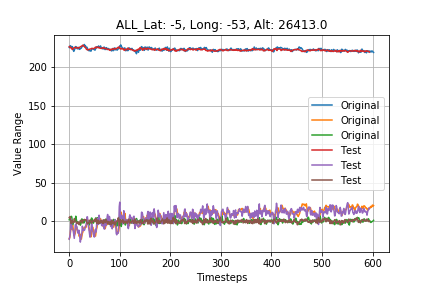 ALL_Lat: -5, Long: -53, Alt: 26413.0
Value Range
200
150
100
50
0
Original
Original
Original
Test
Test
Test
0 100 200 300 400 500 600
Timesteps